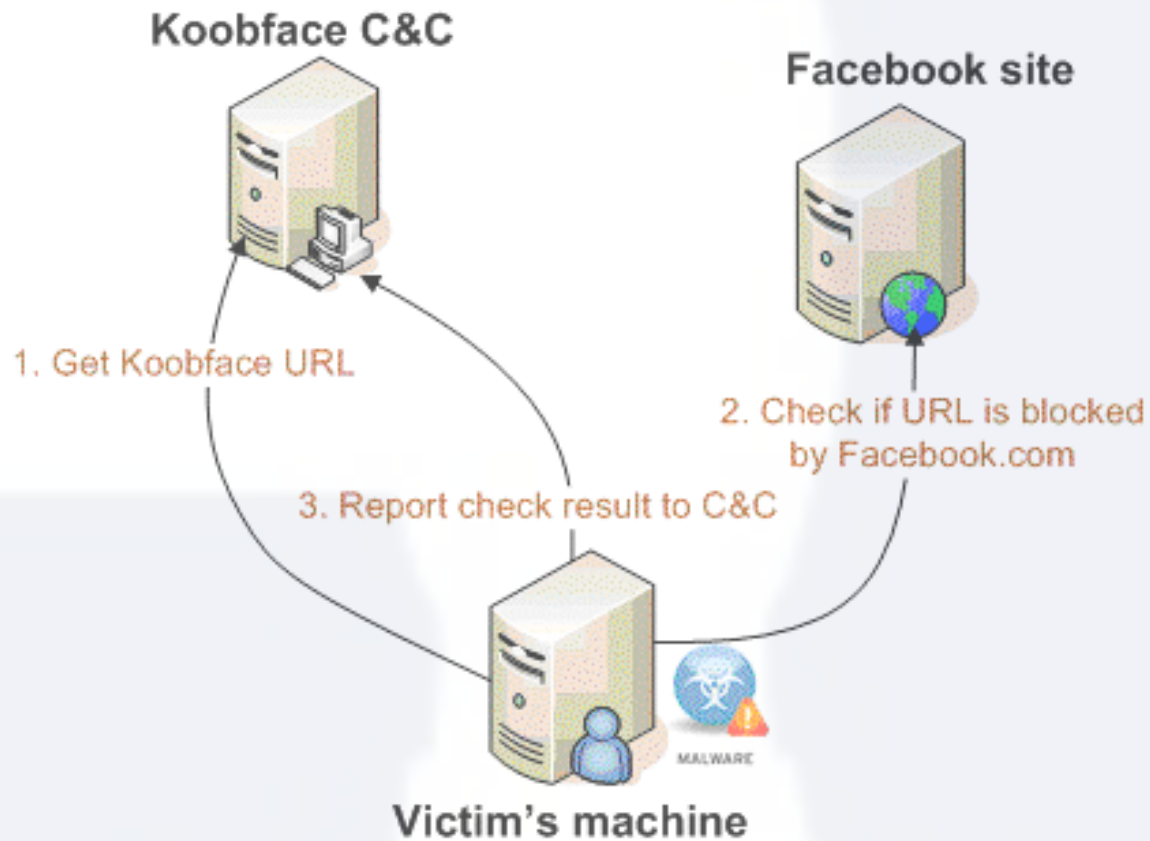 Koobface C&C
Facebook site
1. Get Koobface URL
2. Check if URL is blocked
by Facebook.com
3. Report check result to C&C
MALWARE
Victim's machine